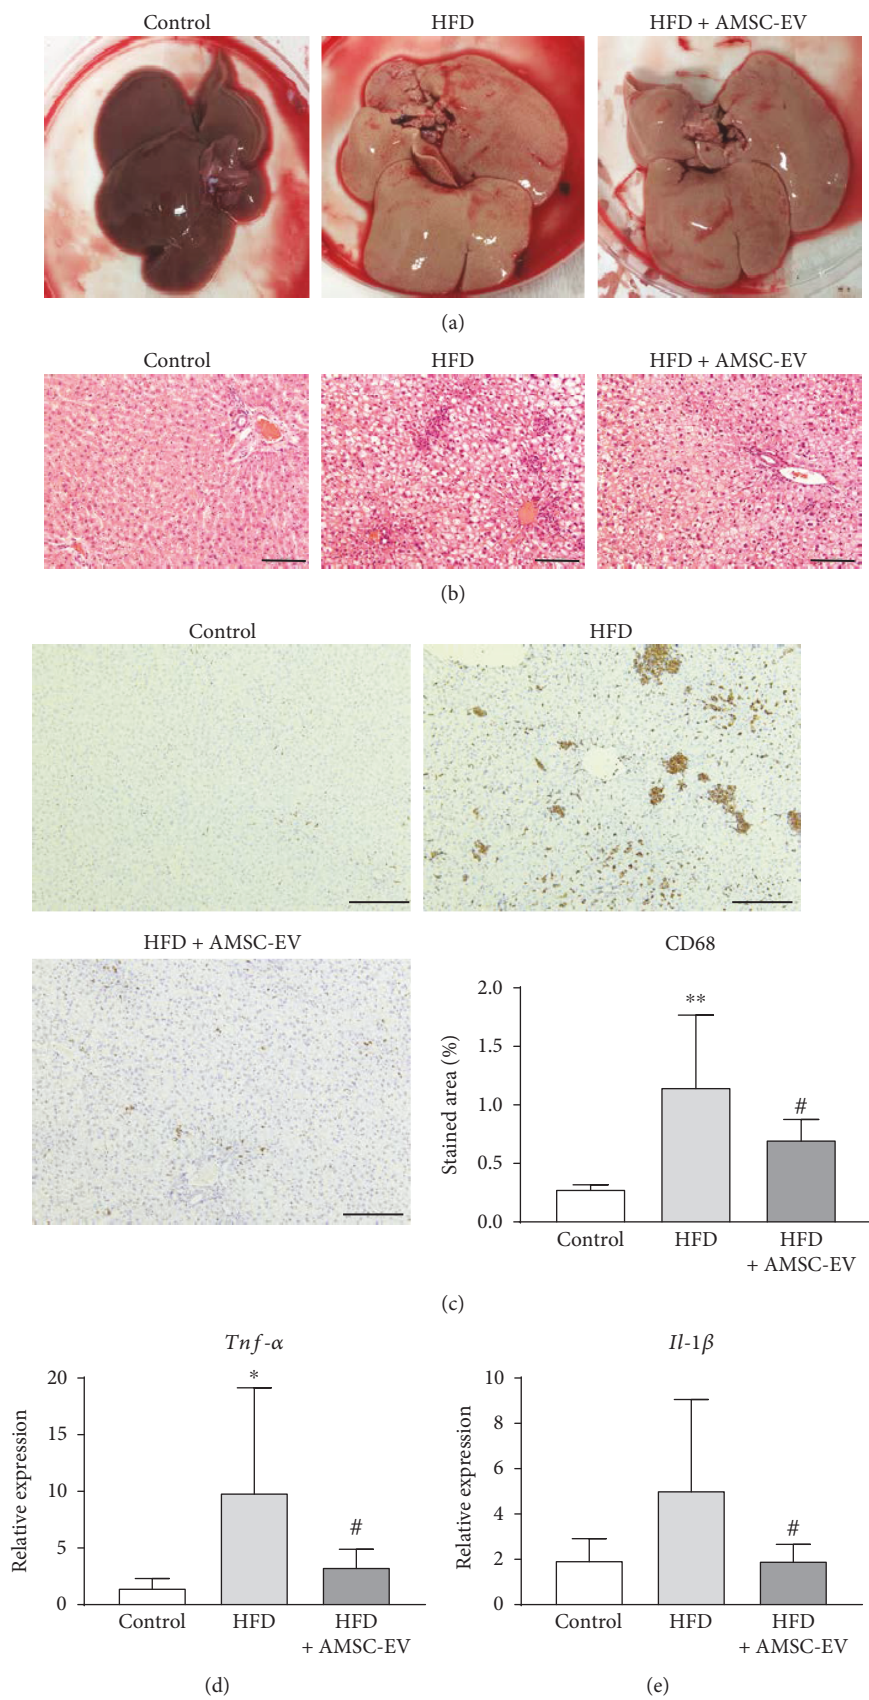 Control HFD HFD + AMSC-EV
(a)
Control HFD HFD + AMSC-EV
(b)
Control HFD
HFD + AMSC-EV CD68
Stained area (%)
2.0
1.5
1.0
0.5
0.0
**
#
Control HFD HFD
+ AMSC-EV
(c)
Tnf-α
Relative expression
20
15
10
5
0
*
#
Control HFD HFD
+ AMSC-EV
(d)
Il-1β
Relative expression
10
8
6
4
2
0
#
Control HFD HFD
+ AMSC-EV
(e)